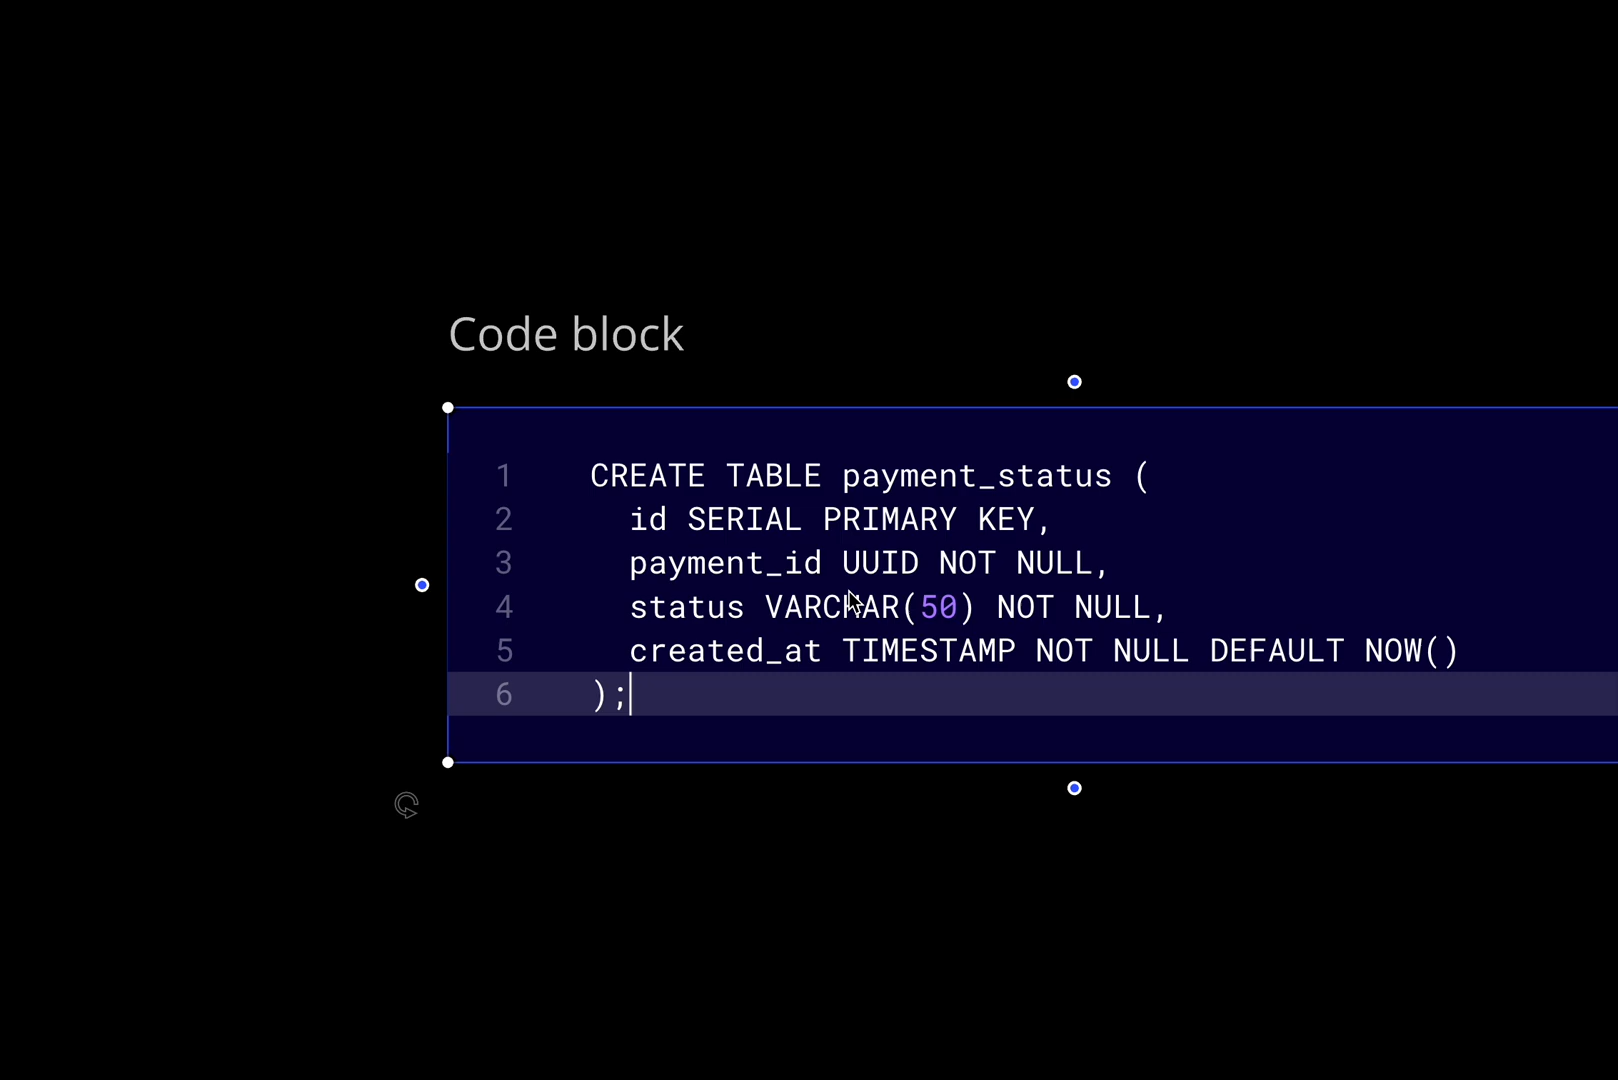 Code block
1 CREATE TABLE payment_status (
2 id SERIAL PRIMARY KEY,
3 payment_id UUID NOT NULL,
4 status VARCHAR(50) NOT NULL,
5 created_at TIMESTAMP NOT NULL DEFAULT NOW()
6 );